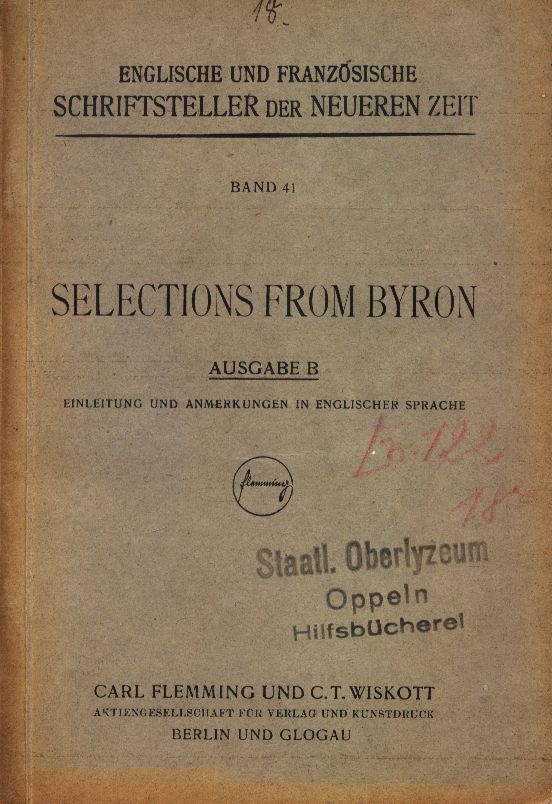 18.
ENGLISCHE UND FRANZÖSISCHE
SCHRIFTSTELLER DER NEUEREN ZEIT
BAND 41
SELECTIONS FROM BYRON
AUSGABE B
EINLEITUNG UND ANMERKUNGEN IN ENGLISCHER SPRACHE
122
18
flemming
Staatl. Oberlyzeum
Oppeln
Hilfsbücherei
CARL FLEMMING UND C. T. WISKOTT
AKTIENGESELLSCHAFT FÜR VERLAG UND KUNSTDRUCK
BERLIN UND GLOGAU